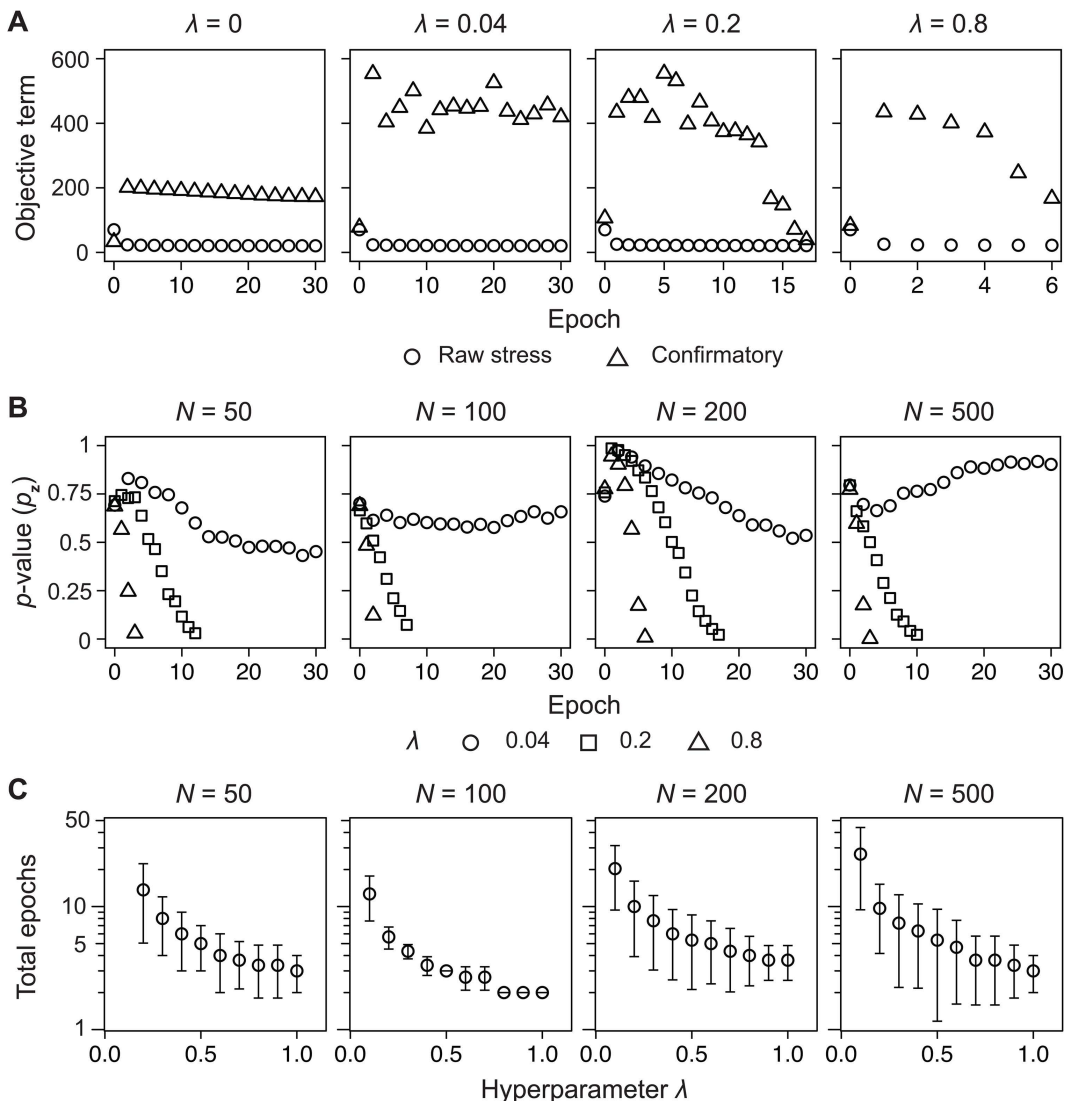 A
λ = 0 λ = 0.04 λ = 0.2 λ = 0.8
Objective term
600
400
200
0
0 10 20 30 0 10 20 30 0 5 10 15 0 2 4 6
Epoch
Raw stress Confirmatory
B
N = 50 N = 100 N = 200 N = 500
p-value (pz)
1
0.75
0.5
0.25
0
0 10 20 30 0 10 20 30 0 10 20 30 0 10 20 30
Epoch
λ 0.04 0.2 0.8
C
N = 50 N = 100 N = 200 N = 500
Total epochs
50
10
5
1
0.0 0.5 1.0 0.0 0.5 1.0 0.0 0.5 1.0 0.0 0.5 1.0
Hyperparameter λ